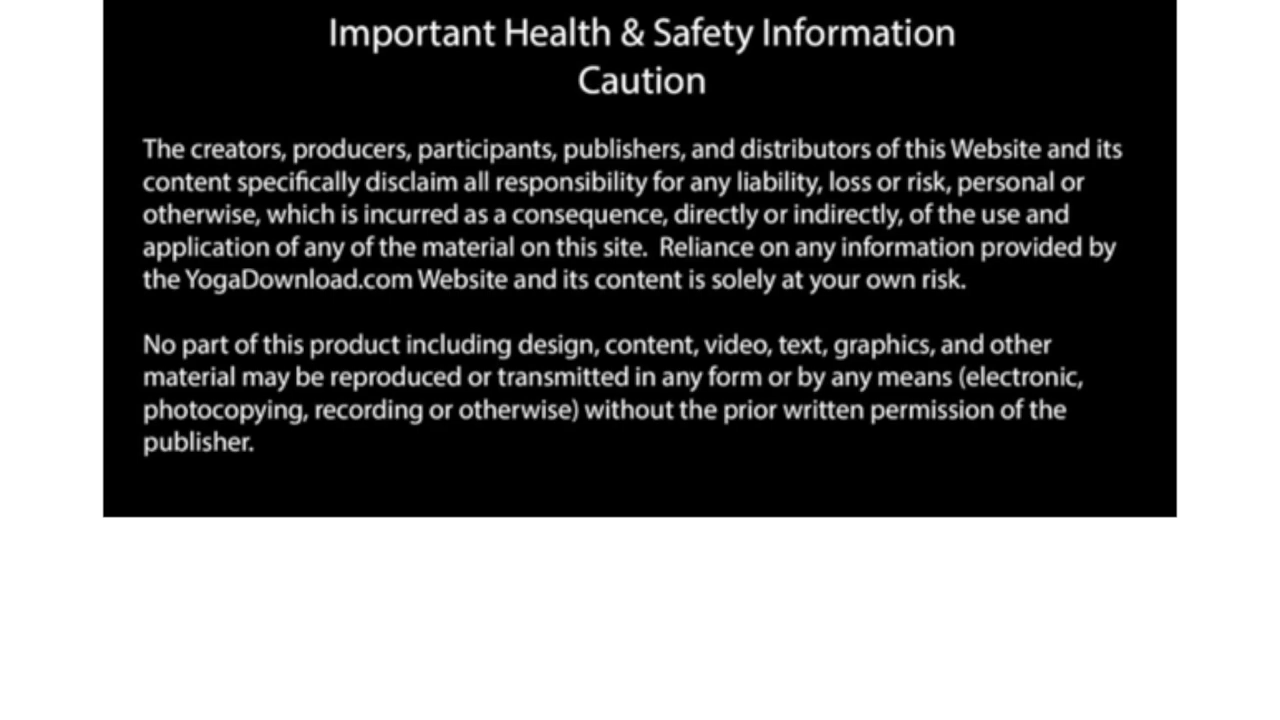 Important Health & Safety Information
Caution
The creators, producers, participants, publishers, and distributors of this Website and its
content specifically disclaim all responsibility for any liability, loss or risk, personal or
otherwise, which is incurred as a consequence, directly or indirectly, of the use and
application of any of the material on this site.  Reliance on any information provided by
the YogaDownload.com Website and its content is solely at your own risk.
No part of this product including design, content, video, text, graphics, and other
material may be reproduced or transmitted in any form or by any means (electronic,
photocopying, recording or otherwise) without the prior written permission of the
publisher.